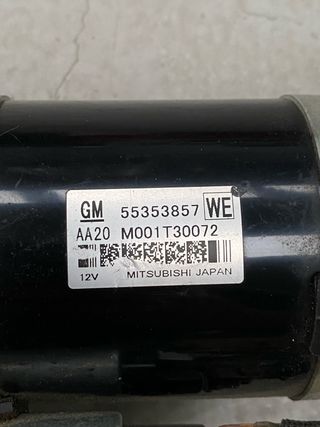 GM 55353857 WE
AA20 M001T30072
12V MITSUBISHI JAPAN